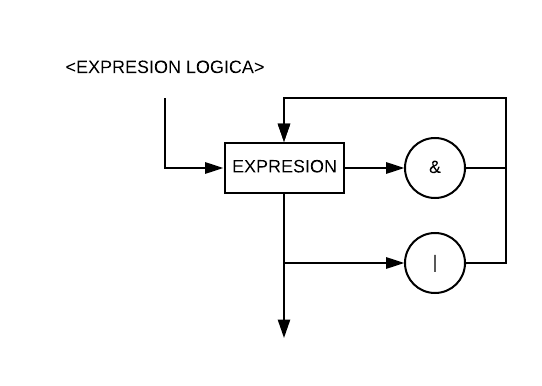 <EXPRESION LOGICA>
EXPRESION
&
|